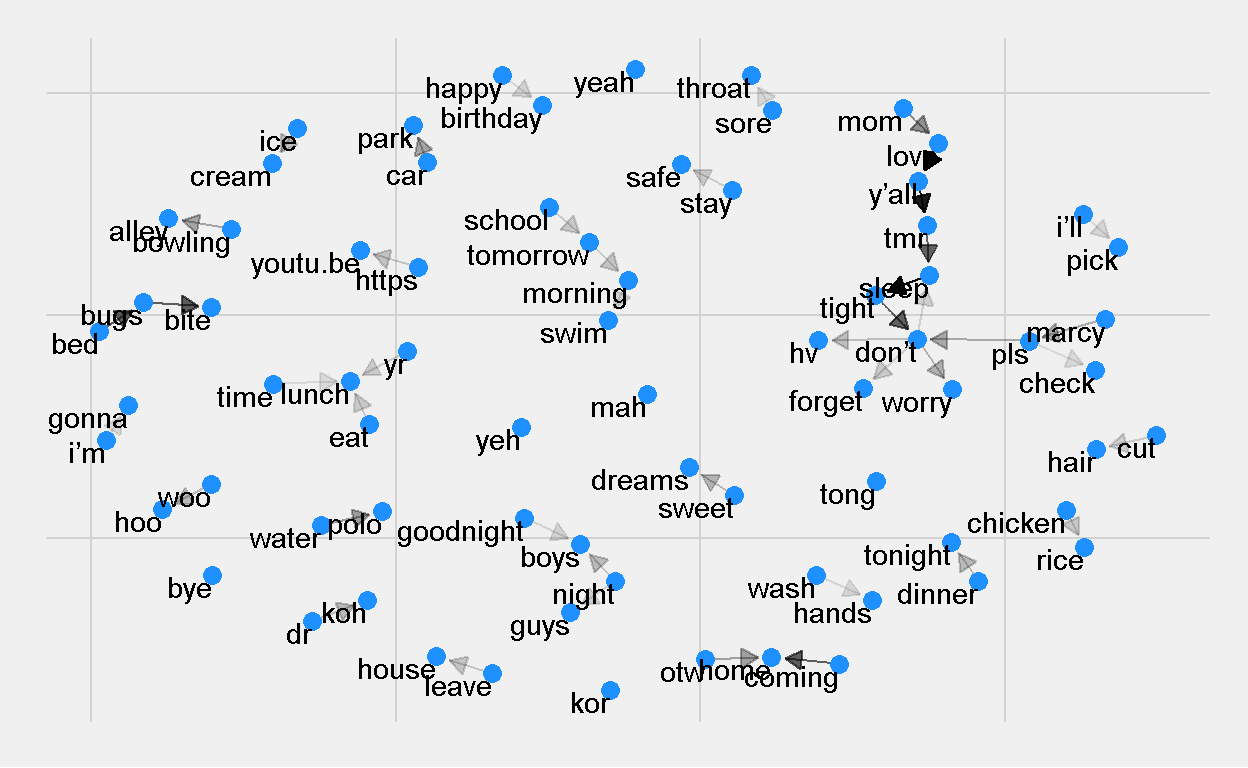 happy
yeah
throat
birthday
sore
mom
ice
park
love
cream
car
safe
stay
y'all
alley
bowling
school
tmr
i'll
youtu.be
https
tomorrow
pick
morning
sleep
tight
bugs
bite
swim
bed
hv
don't
pls
marcy
yr
check
time
lunch
forget
worry
gonna
mah
eat
yeh
i'm
hair
cut
woo
dreams
sweet
tong
hoo
water
polo
goodnight
chicken
boys
tonight
rice
bye
night
wash
dinner
dr
koh
guys
hands
house
leave
otw
home
coming
kor